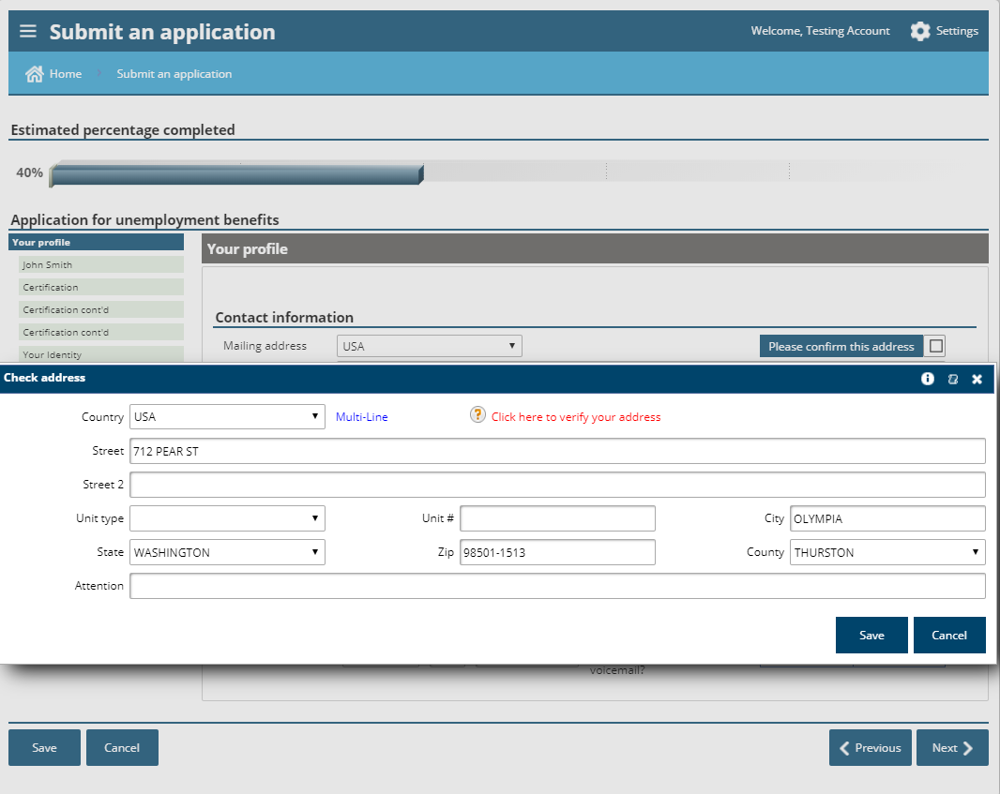 Submit an application
Welcome, Testing Account
Settings
Home
Submit an application
Estimated percentage completed
40%
Application for unemployment benefits
Your profile
John Smith
Certification
Certification cont'd
Certification cont'd
Your Identity
Your profile
Contact information
Mailing address
USA
Please confirm this address
Check address
Country
USA
Multi-Line
Click here to verify your address
Street
712 PEAR ST
Street 2
Unit type
Unit #
City
OLYMPIA
State
WASHINGTON
Zip
98501-1513
County
THURSTON
Attention
Save
Cancel
voicemail?
Save
Cancel
Previous
Next